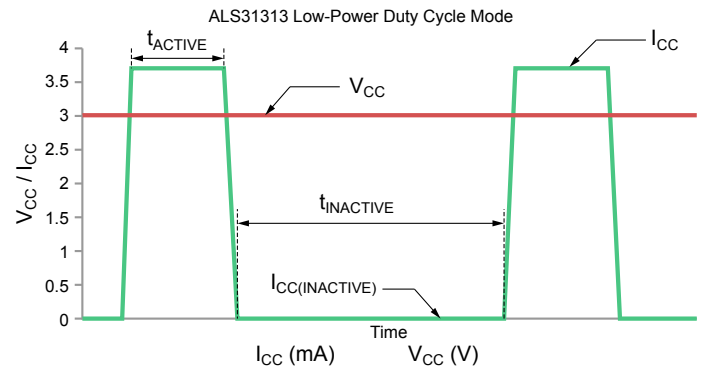 ALS31313 Low-Power Duty Cycle Mode
tACTIVE
ICC
VCC
VCC / ICC
4
3.5
3
2.5
2
1.5
1
0.5
0
tINACTIVE
ICC(INACTIVE)
Time
ICC (mA) VCC (V)